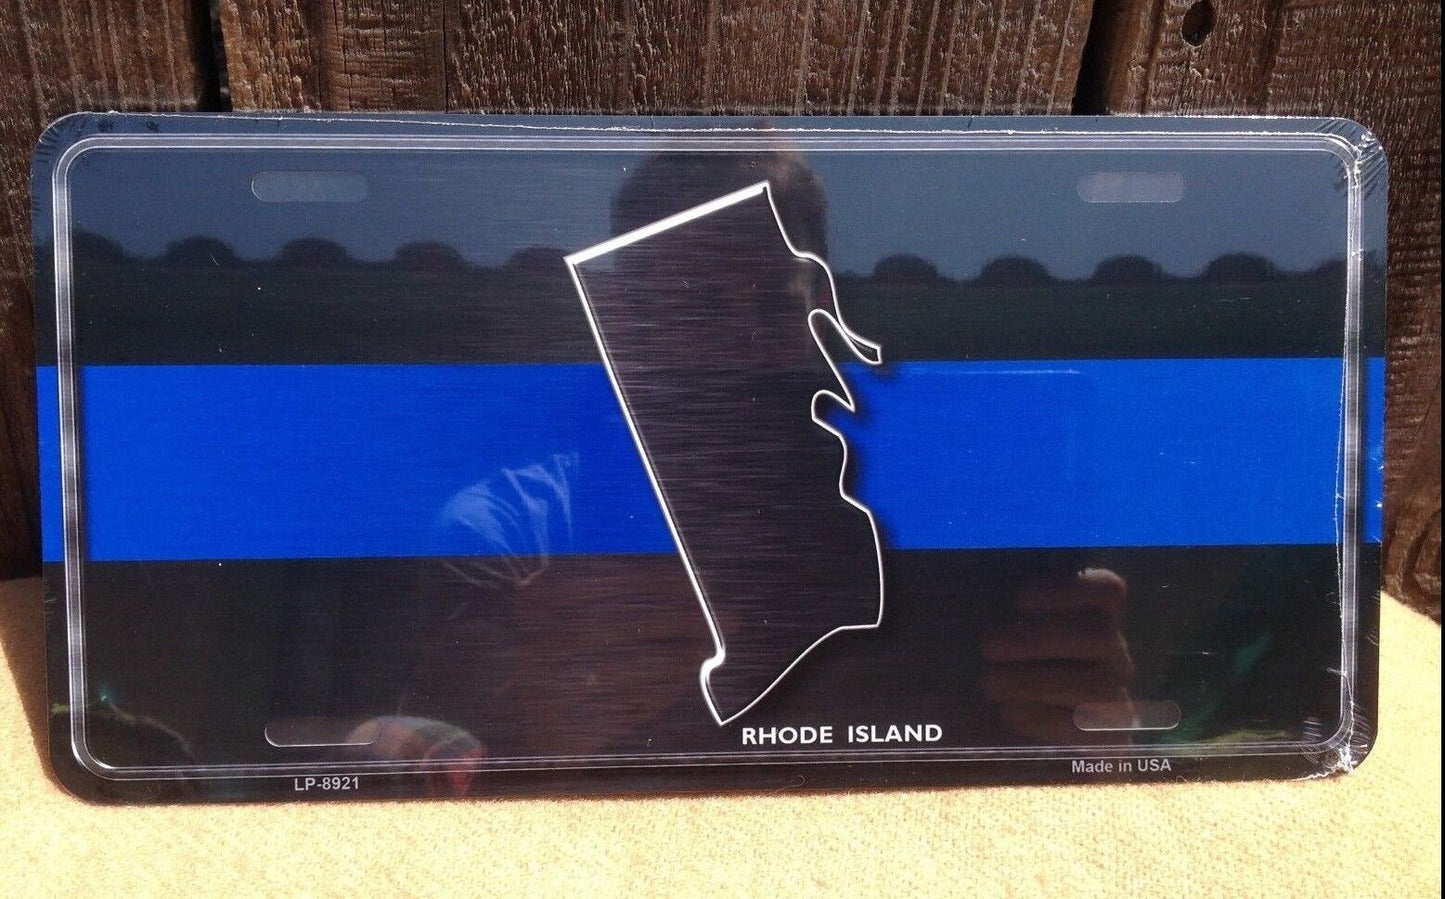 RHODE ISLAND
Made in USA
LP-8921